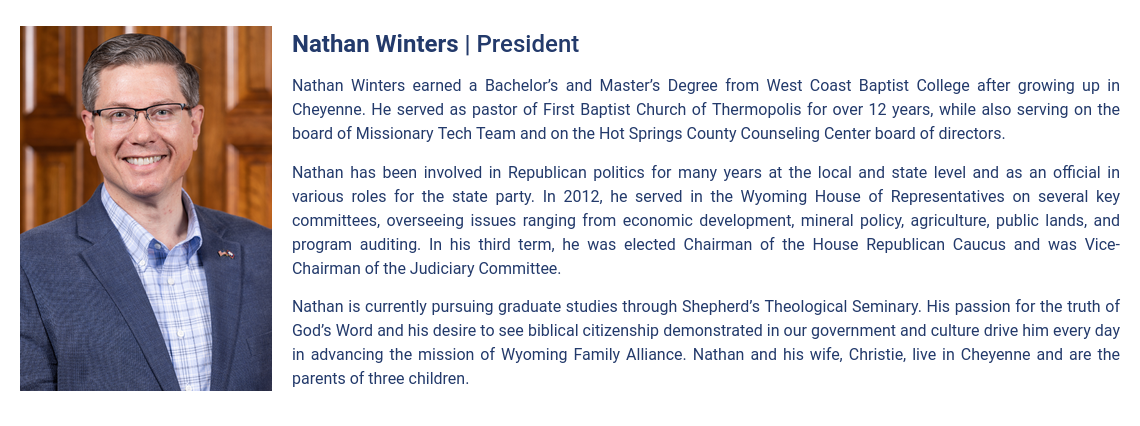 Nathan Winters | President
Nathan Winters earned a Bachelor’s and Master’s Degree from West Coast Baptist College after growing up in
Cheyenne. He served as pastor of First Baptist Church of Thermopolis for over 12 years, while also serving on the
board of Missionary Tech Team and on the Hot Springs County Counseling Center board of directors.
Nathan has been involved in Republican politics for many years at the local and state level and as an official in
various roles for the state party. In 2012, he served in the Wyoming House of Representatives on several key
committees, overseeing issues ranging from economic development, mineral policy, agriculture, public lands, and
program auditing. In his third term, he was elected Chairman of the House Republican Caucus and was Vice-
Chairman of the Judiciary Committee.
Nathan is currently pursuing graduate studies through Shepherd’s Theological Seminary. His passion for the truth of
God’s Word and his desire to see biblical citizenship demonstrated in our government and culture drive him every day
in advancing the mission of Wyoming Family Alliance. Nathan and his wife, Christie, live in Cheyenne and are the
parents of three children.